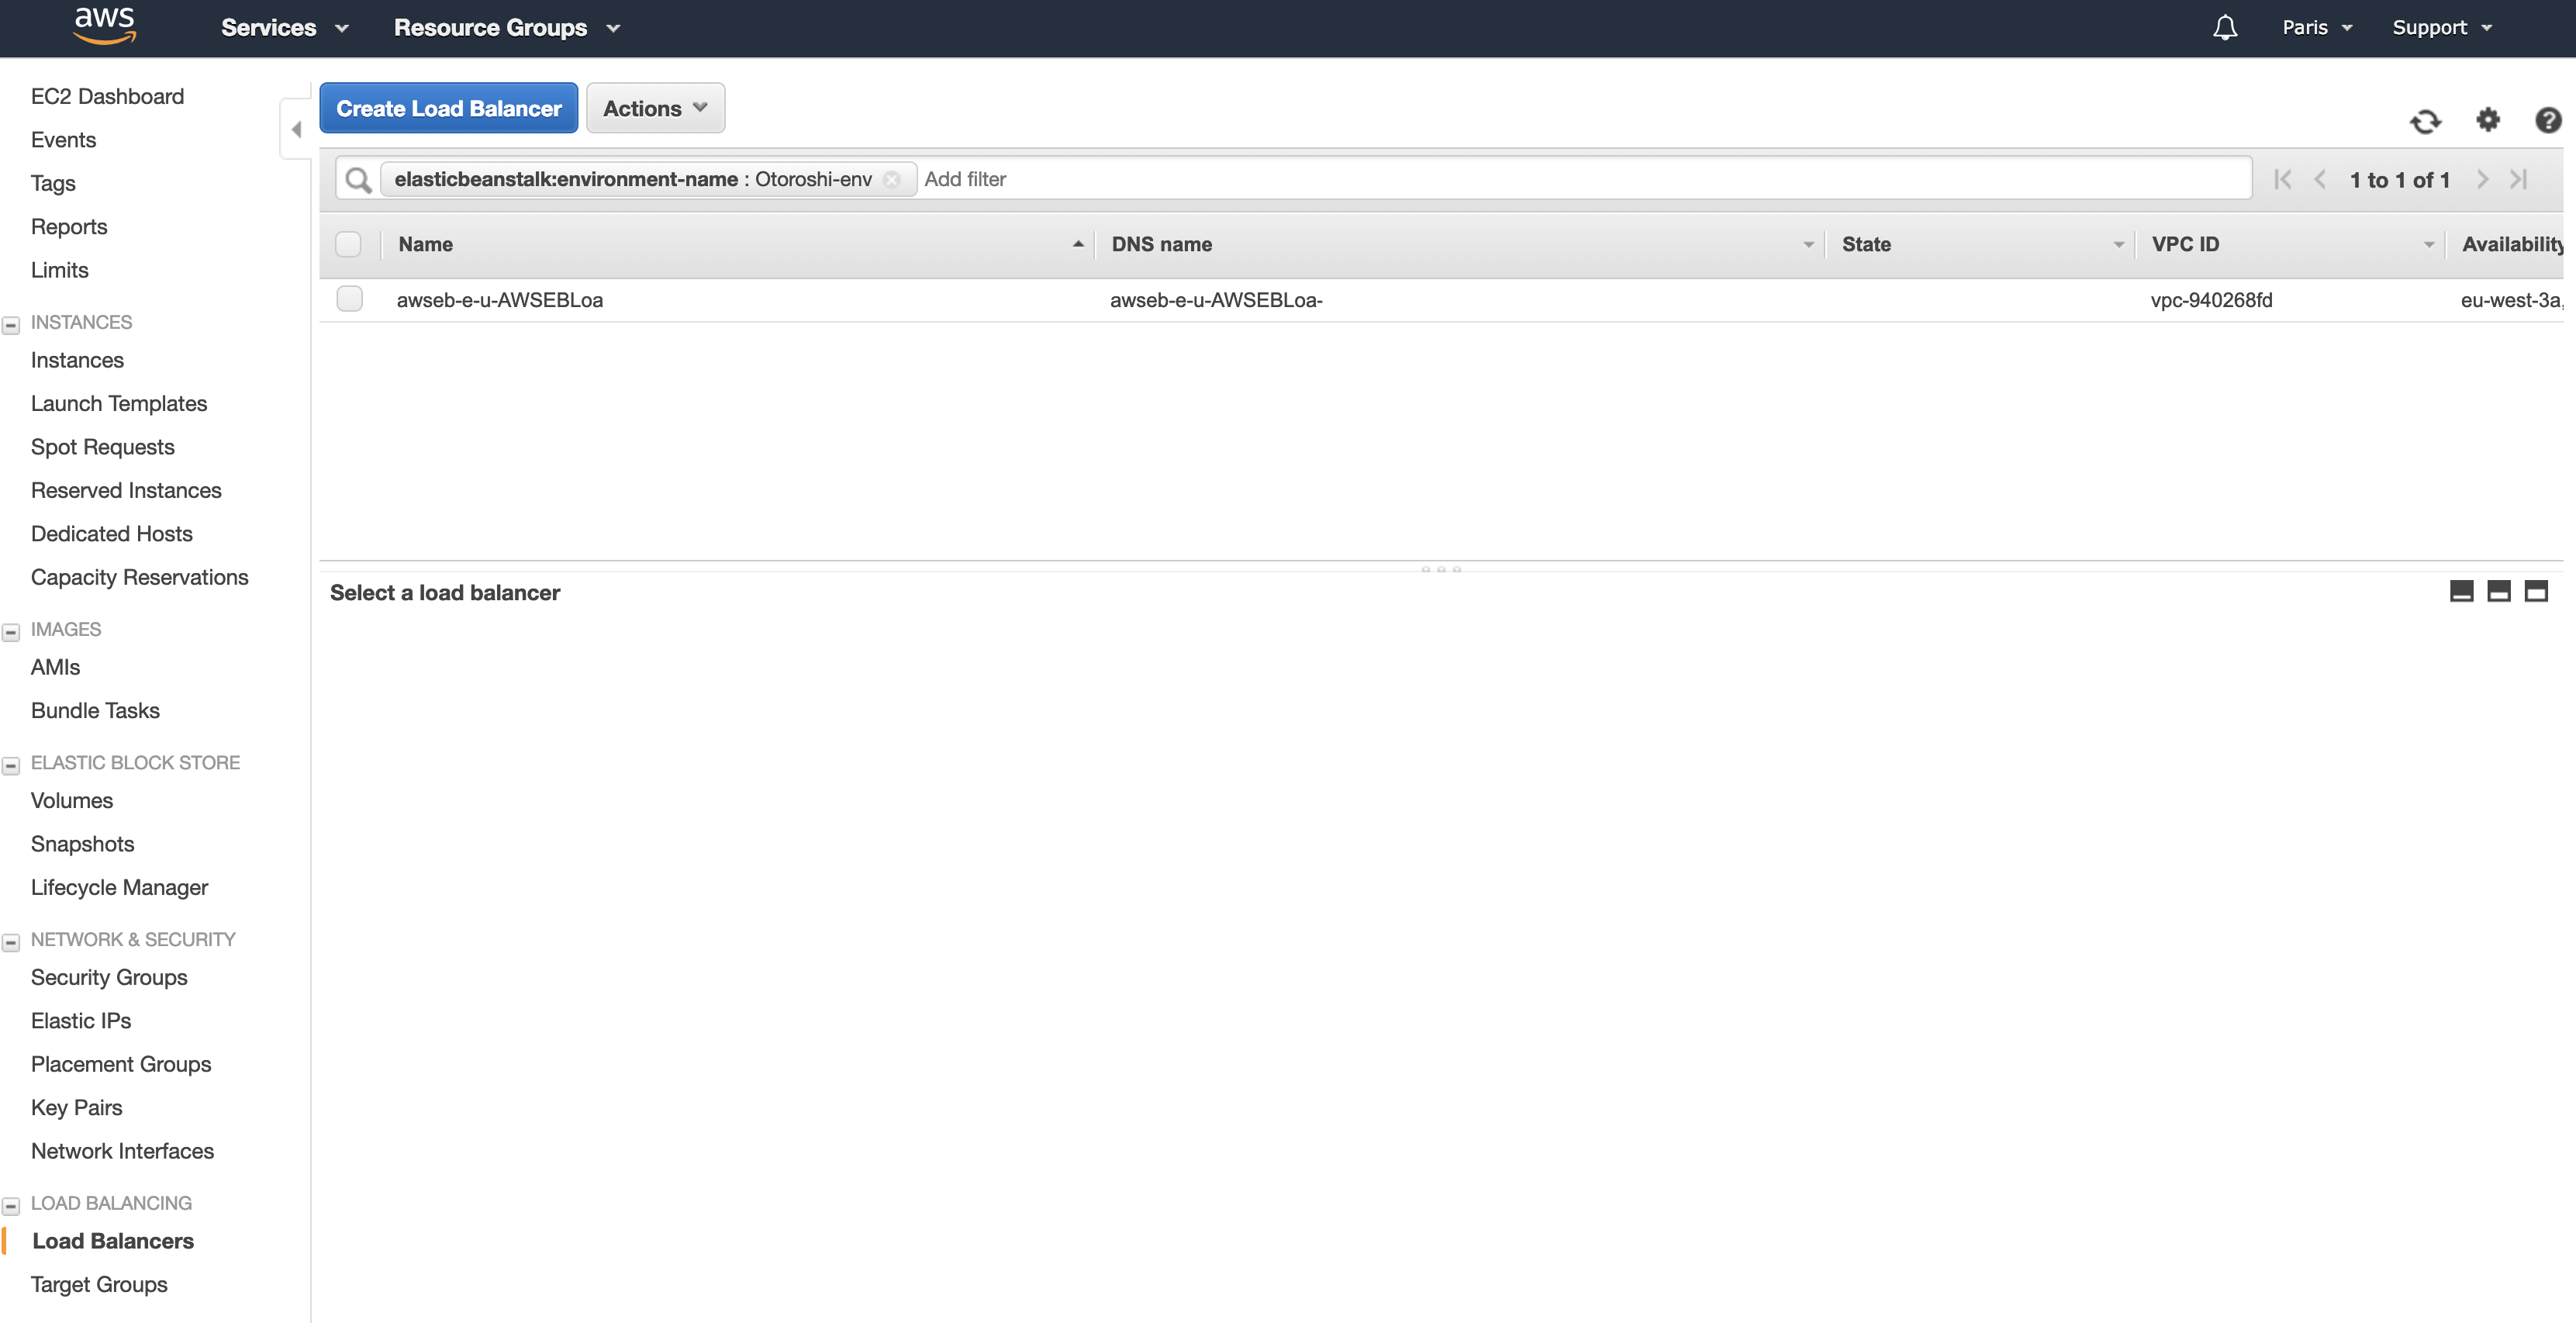 aws Services Resource Groups Paris Support
EC2 Dashboard
Events
Tags
Reports
Limits
INSTANCES
Instances
Launch Templates
Spot Requests
Reserved Instances
Dedicated Hosts
Capacity Reservations
IMAGES
AMIs
Bundle Tasks
ELASTIC BLOCK STORE
Volumes
Snapshots
Lifecycle Manager
NETWORK & SECURITY
Security Groups
Elastic IPs
Placement Groups
Key Pairs
Network Interfaces
LOAD BALANCING
Load Balancers
Target Groups
Create Load Balancer Actions
elasticbeanstalk:environment-name : Otoroshi-env Add filter 1 to 1 of 1
Name DNS name State VPC ID Availability
awseb-e-u-AWSEBLoa awseb-e-u-AWSEBLoa- vpc-940268fd eu-west-3a,
Select a load balancer